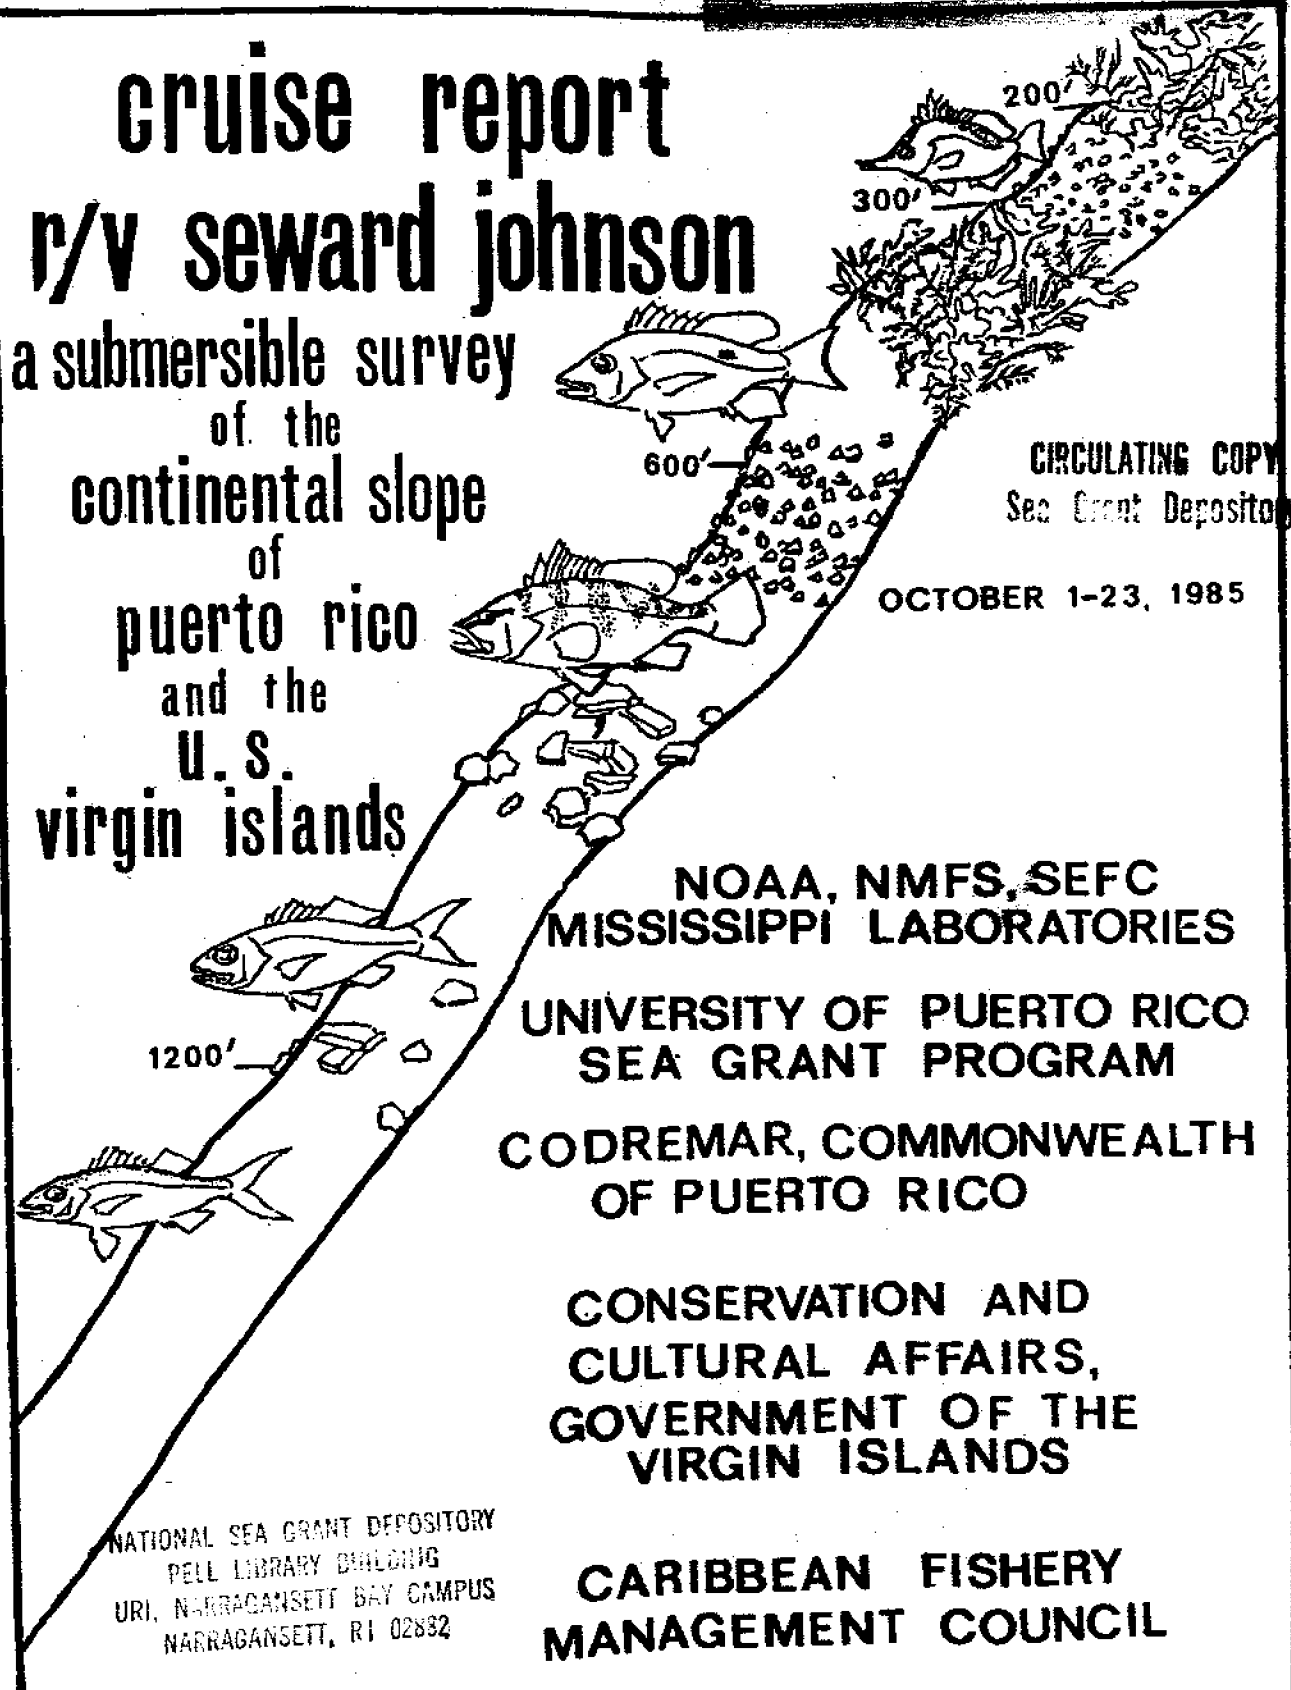 cruise report
r/v seward johnson
a submersible survey
of the
continental slope
of
puerto rico
and the
u.s.
virgin islands
200'
300'
600'
1200'
CIRCULATING COPY
Sea Grant Depository
OCTOBER 1-23, 1985
NOAA, NMFS, SEFC
MISSISSIPPI LABORATORIES
UNIVERSITY OF PUERTO RICO
SEA GRANT PROGRAM
CODREMAR, COMMONWEALTH
OF PUERTO RICO
CONSERVATION AND
CULTURAL AFFAIRS,
GOVERNMENT OF THE
VIRGIN ISLANDS
CARIBBEAN FISHERY
MANAGEMENT COUNCIL
NATIONAL SEA GRANT DEPOSITORY
PELL LIBRARY BUILDING
URI, NARRAGANSETT BAY CAMPUS
NARRAGANSETT, RI 02882